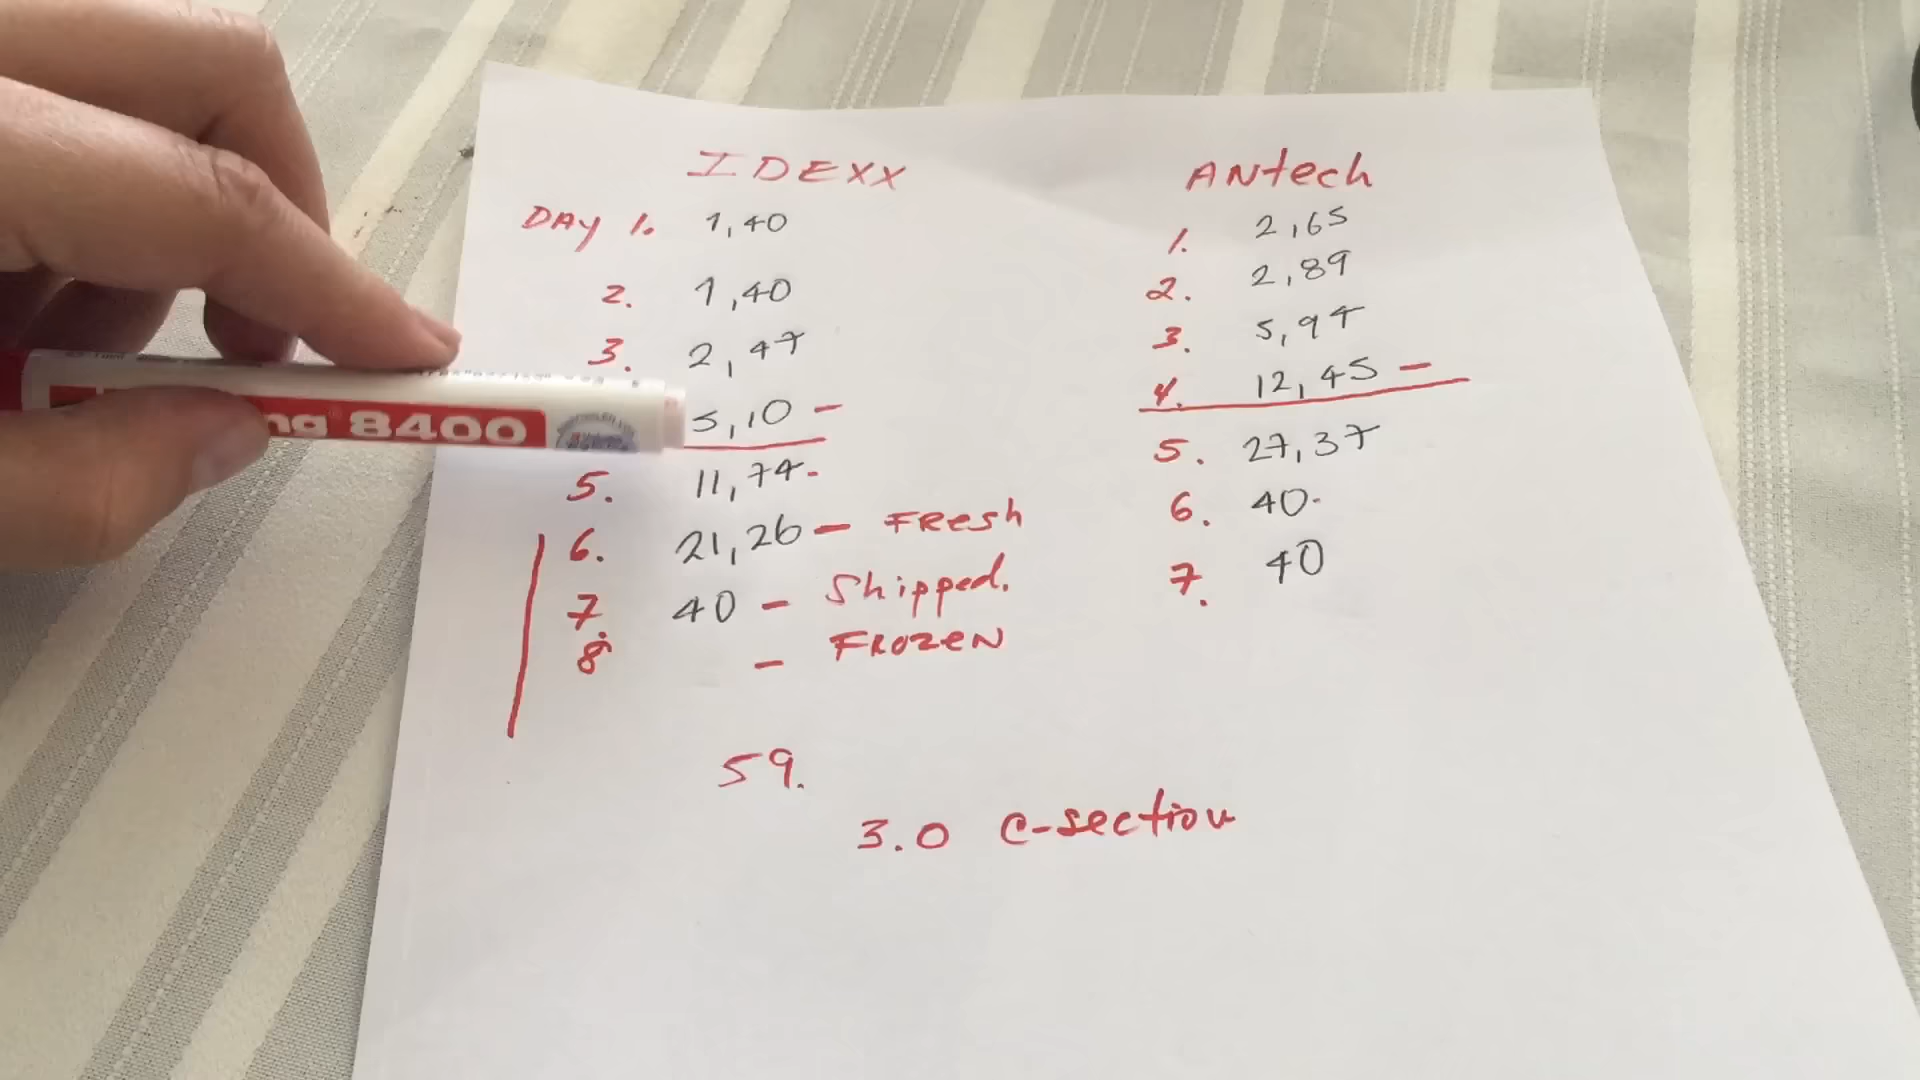 IDEXX
DAY 1. 1,40
2. 1,40
3. 2,47
5,10 -
5. 11,74-
6. 21,26 - FRESH
7. 40 - Shipped.
8 - FROZEN
59.
3.0 C-section
ANtech
1. 2,65
2. 2,89
3. 5,94
4. 12,45 -
5. 27,37
6. 40-
7. 40
ng 8400